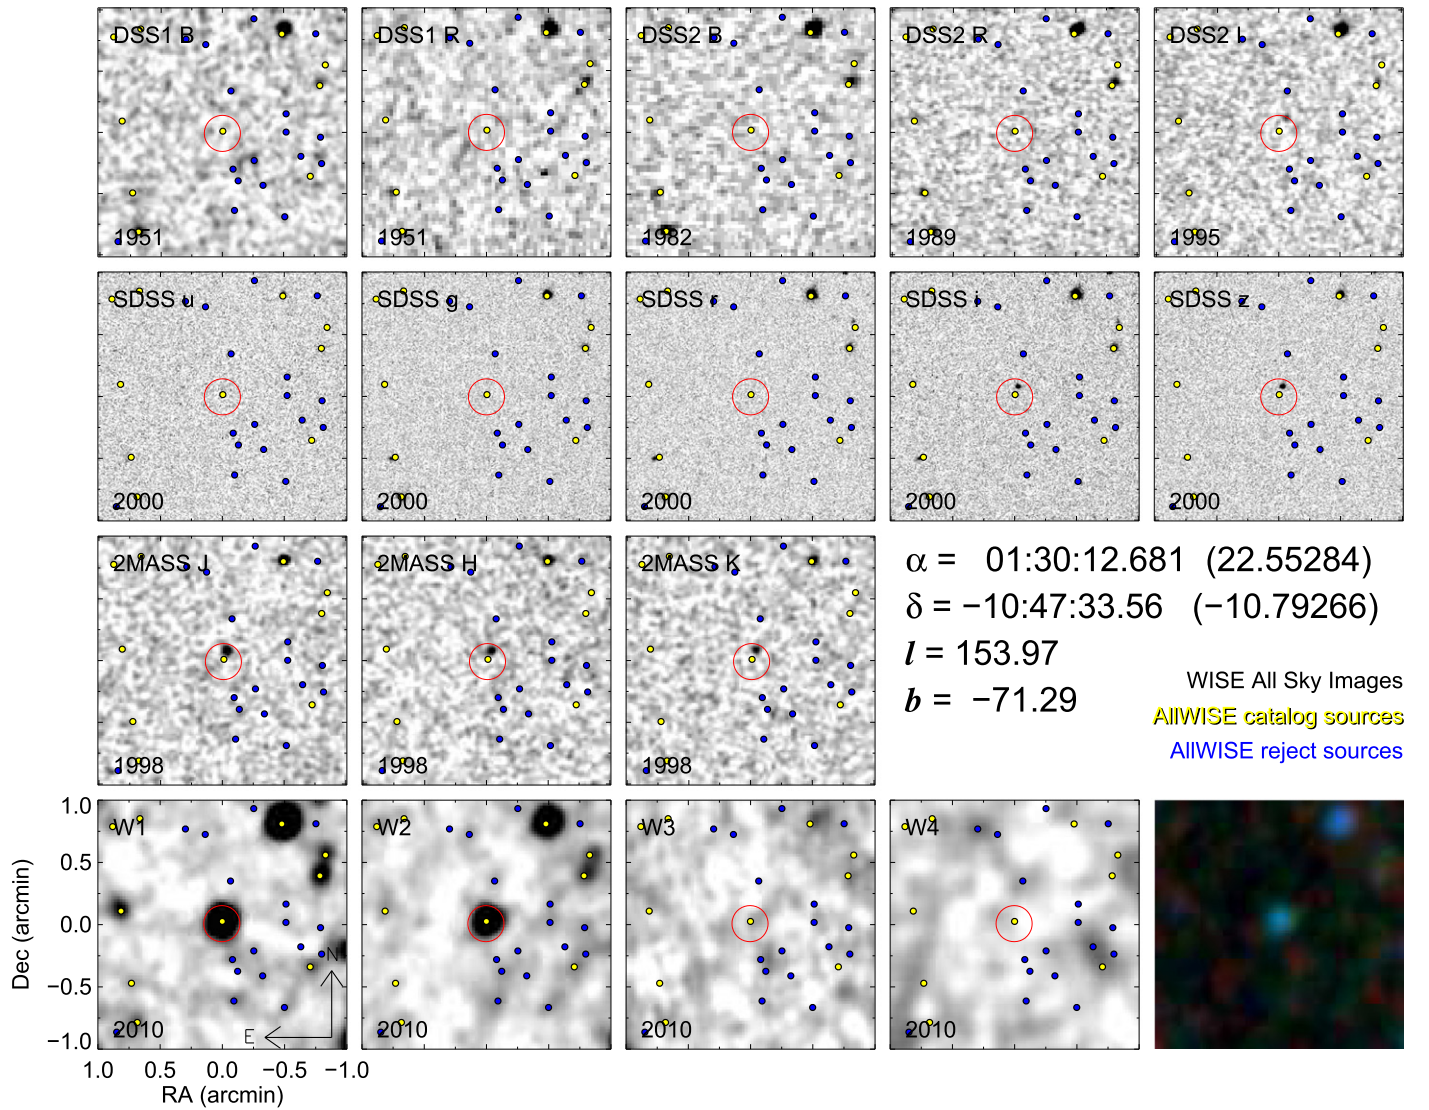 DSS1 B
DSS1 R
DSS2 B
DSS2 R
DSS2 I
1951
1951
1982
1989
1995
SDSS u
SDSS g
SDSS r
SDSS i
SDSS z
2000
2000
2000
2000
2000
2MASS J
2MASS H
2MASS K
1998
1998
1998
α = 01:30:12.681 (22.55284)
δ = −10:47:33.56 (−10.79266)
l = 153.97
b = −71.29
WISE All Sky Images
AllWISE catalog sources
AllWISE reject sources
W1
W2
W3
W4
2010
2010
2010
2010
N
E
1.0
0.5
0.0
−0.5
−1.0
Dec (arcmin)
1.0 0.5 0.0 −0.5 −1.0
RA (arcmin)